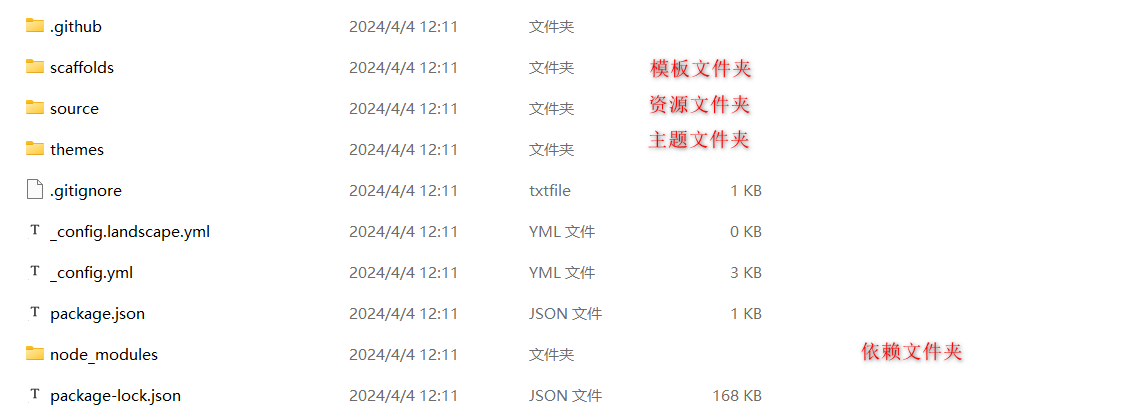 .github 2024/4/4 12:11 文件夹
scaffolds 2024/4/4 12:11 文件夹 模板文件夹
source 2024/4/4 12:11 文件夹 资源文件夹
themes 2024/4/4 12:11 文件夹 主题文件夹
.gitignore 2024/4/4 12:11 txtfile 1 KB
T _config.landscape.yml 2024/4/4 12:11 YML 文件 0 KB
T _config.yml 2024/4/4 12:11 YML 文件 3 KB
T package.json 2024/4/4 12:11 JSON 文件 1 KB
node_modules 2024/4/4 12:11 文件夹 依赖文件夹
T package-lock.json 2024/4/4 12:11 JSON 文件 168 KB